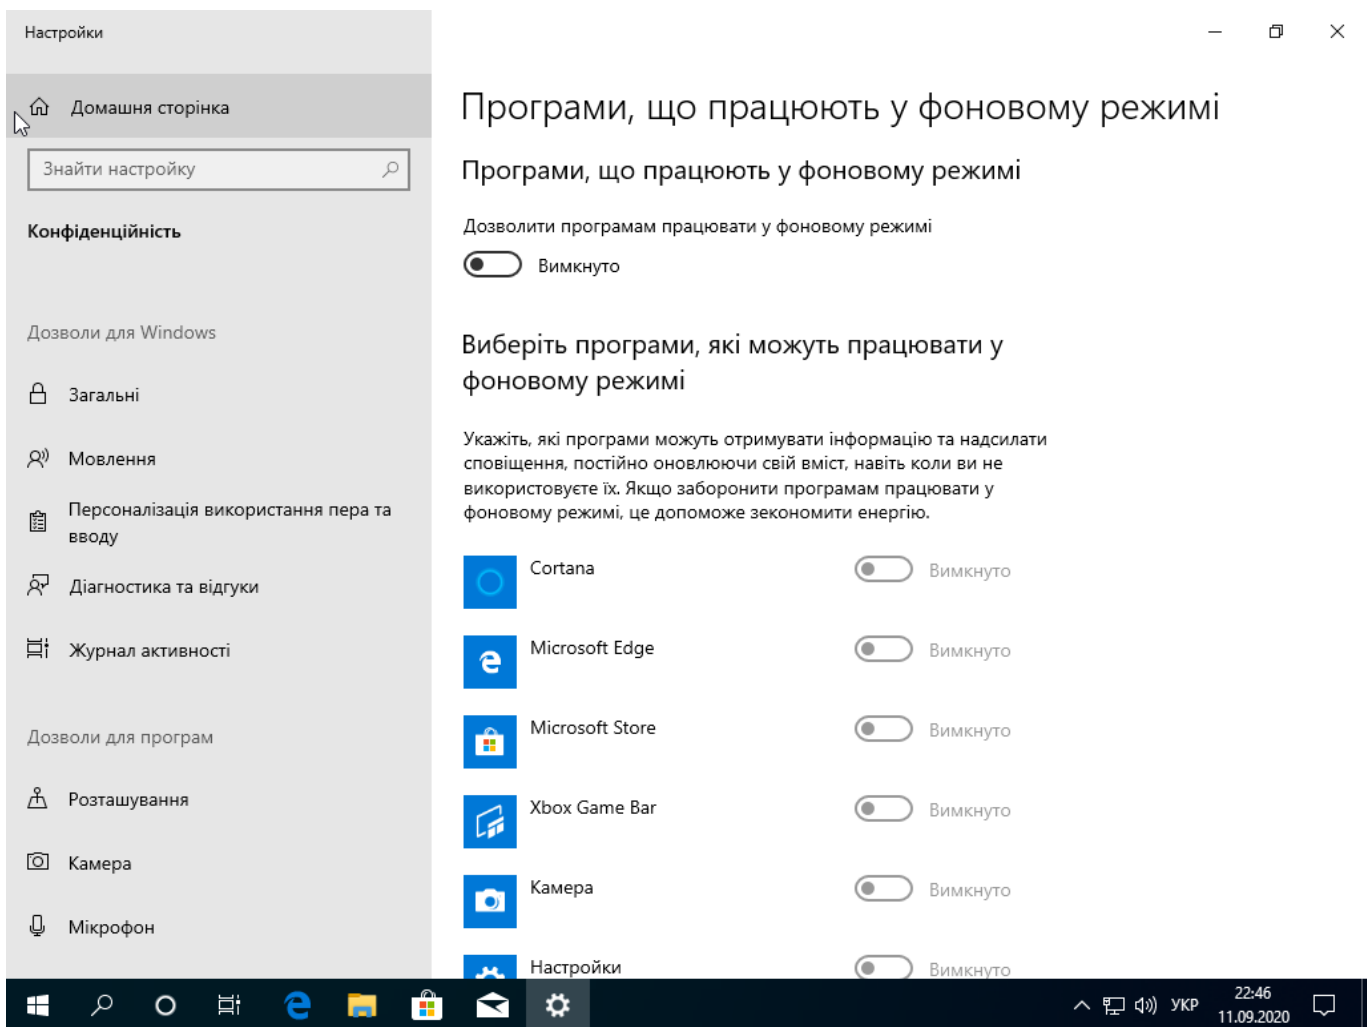 Настройки
Домашня сторінка
Знайти настройку
Конфіденційність
Дозволи для Windows
Загальні
Мовлення
Персоналізація використання пера та
вводу
Діагностика та відгуки
Журнал активності
Дозволи для програм
Розташування
Камера
Мікрофон
Програми, що працюють у фоновому режимі
Програми, що працюють у фоновому режимі
Дозволити програмам працювати у фоновому режимі
Вимкнуто
Виберіть програми, які можуть працювати у
фоновому режимі
Укажіть, які програми можуть отримувати інформацію та надсилати
сповіщення, постійно оновлюючи свій вміст, навіть коли ви не
використовуєте їх. Якщо заборонити програмам працювати у
фоновому режимі, це допоможе зекономити енергію.
Cortana Вимкнуто
Microsoft Edge Вимкнуто
Microsoft Store Вимкнуто
Xbox Game Bar Вимкнуто
Камера Вимкнуто
Настройки Вимкнуто
УКР
22:46
11.09.2020